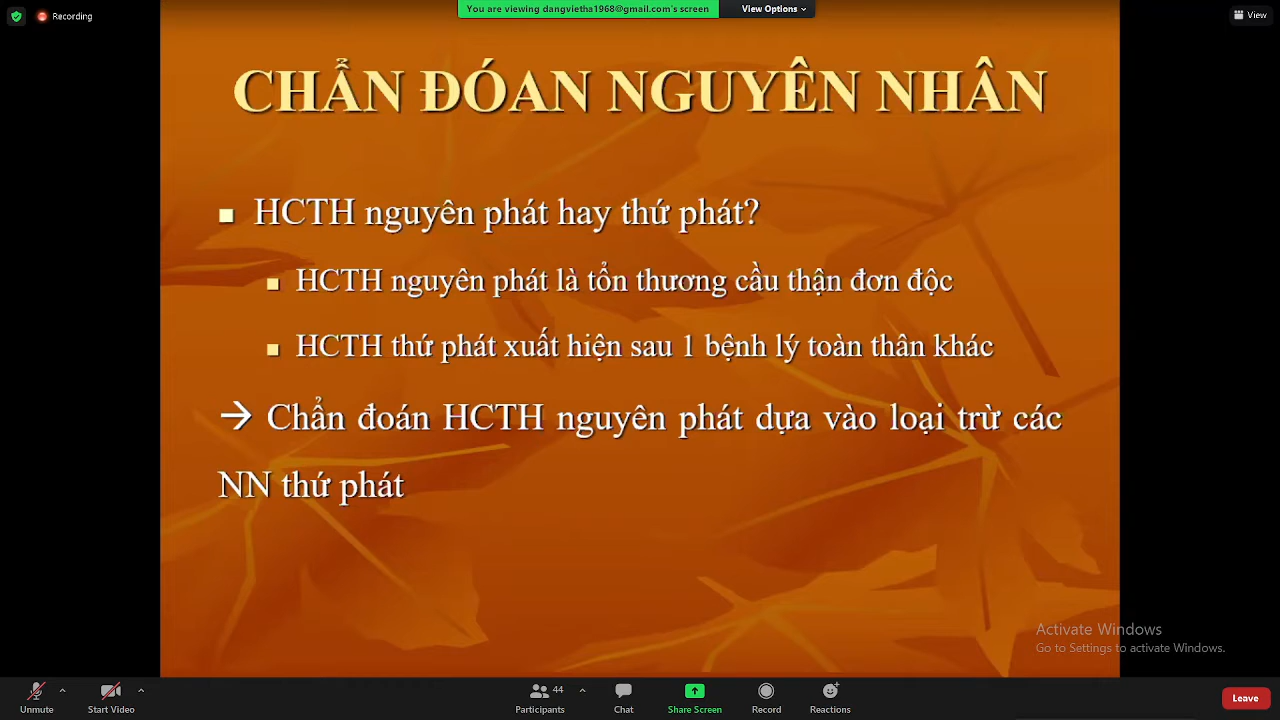 Recording
You are viewing dangvietha1968@gmail.com's screen
View Options
View
CHẨN ĐÓAN NGUYÊN NHÂN
HCTH nguyên phát hay thứ phát?
HCTH nguyên phát là tổn thương cầu thận đơn độc
HCTH thứ phát xuất hiện sau 1 bệnh lý toàn thân khác
→ Chẩn đoán HCTH nguyên phát dựa vào loại trừ các
NN thứ phát
Activate Windows
Go to Settings to activate Windows.
Unmute
Start Video
44
Participants
Chat
Share Screen
Record
Reactions
Leave